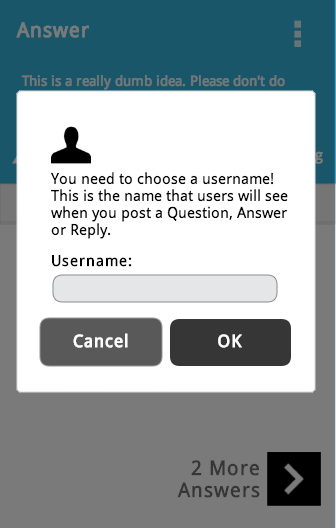 Answer
This is a really dumb idea. Please don't do
You need to choose a username!
This is the name that users will see
when you post a Question, Answer
or Reply.
Username:
Cancel OK
2 More
Answers